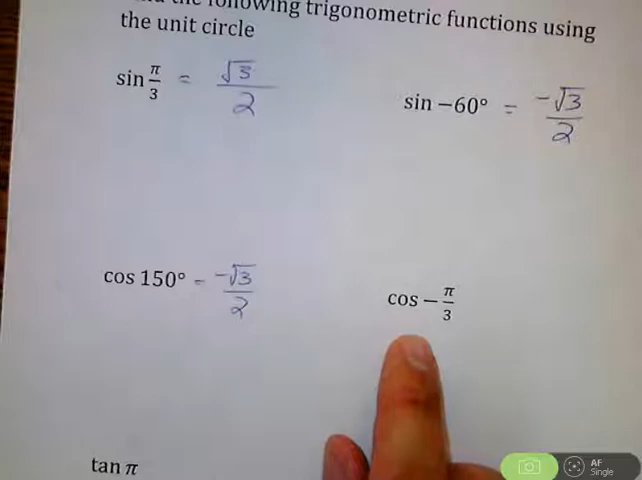 the following trigonometric functions using
the unit circle
sin π/3 = √3/2
sin −60° = -√3/2
cos 150° = -√3/2
cos − π/3
tan π
AF
Single